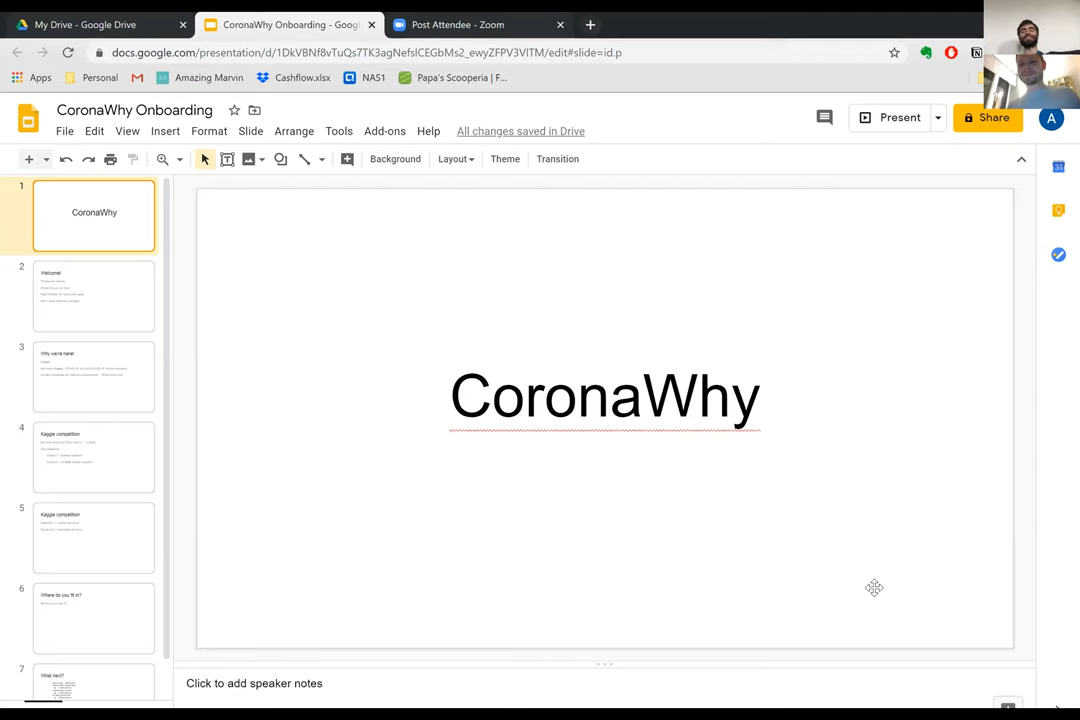 My Drive - Google Drive
CoronaWhy Onboarding - Goog
Post Attendee - Zoom
docs.google.com/presentation/d/1DkVBNf8vTuQs7TK3agNefslCEGbMs2_ewyZFPV3VlTM/edit#slide=id.p
Apps
Personal
Amazing Marvin
Cashflow.xlsx
NAS1
Papa's Scooperia | F...
CoronaWhy Onboarding
File Edit View Insert Format Slide Arrange Tools Add-ons Help All changes saved in Drive
Present
Share
A
Background Layout Theme Transition
31
1
CoronaWhy
2
Welcome!
3
Why we're here!
4
Kaggle competition
5
Kaggle competition
6
Where do you fit in?
7
What next?
CoronaWhy
Click to add speaker notes